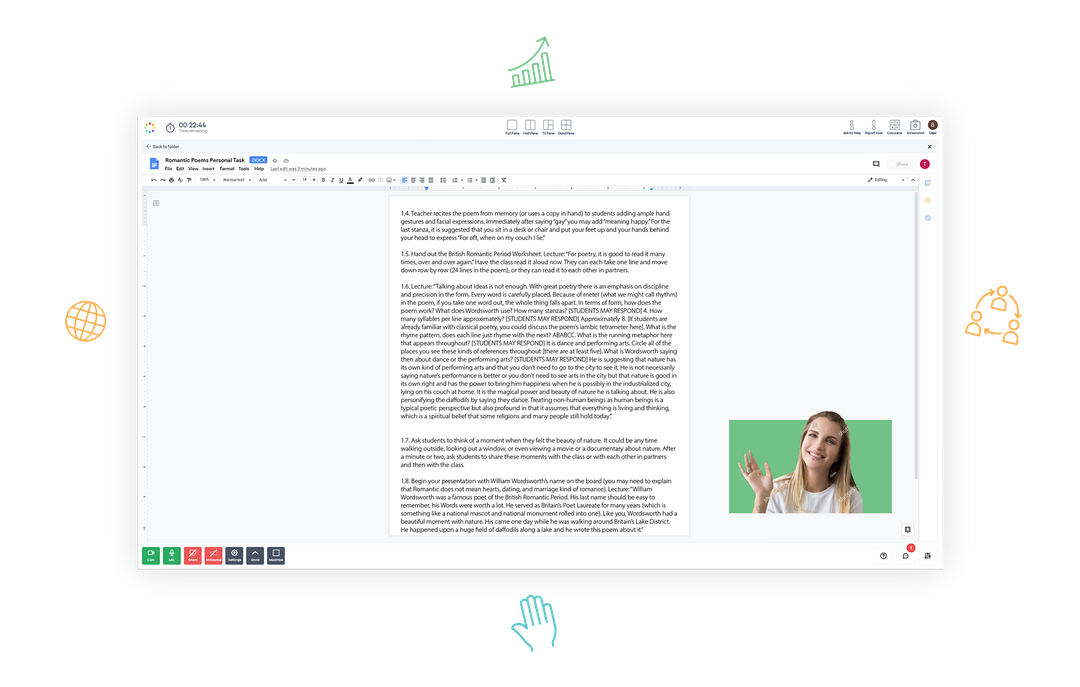 00:22:44
Time remaining
Full Pane Half Pane Tri Pane Quad Pane
Ask for Help Report User Calculator Screenshot User
B
Back to folder
Romantic Poems Personal Task .DOCX
File Edit View Insert Format Tools Help Last edit was 2 minutes ago
Share
T
100% Normal text Arial 14 B I U A Editing
1.4. Teacher recites the poem from memory (or uses a copy in hand) to students adding ample hand
gestures and facial expressions. Immediately after saying “gay” you may add “meaning happy.” For the
last stanza, it is suggested that you sit in a desk or chair and put your feet up and your hands behind
your head to express “For oft, when on my couch I lie.”
1.5. Hand out the British Romantic Period Worksheet. Lecture: “For poetry, it is good to read it many
times, over and over again.” Have the class read it aloud now. They can each take one line and move
down row by row (24 lines in the poem), or they can read it to each other in partners.
1.6. Lecture: “Talking about ideas is not enough. With great poetry there is an emphasis on discipline
and precision in the form. Every word is carefully placed. Because of meter (what we might call rhythm)
in the poem, if you take one word out, the whole thing falls apart. In terms of form, how does the
poem work? What does Wordsworth use? How many stanzas? [STUDENTS MAY RESPOND] 4. How
many syllables per line approximately? [STUDENTS MAY RESPOND] Approximately 8. [If students are
already familiar with classical poetry, you could discuss the poem’s iambic tetrameter here]. What is the
rhyme pattern, does each line just rhyme with the next? ABABCC. What is the running metaphor here
that appears throughout? [STUDENTS MAY RESPOND] It is dance and performing arts. Circle all of the
places you see these kinds of references throughout [there are at least five]. What is Wordsworth saying
then about dance or the performing arts? [STUDENTS MAY RESPOND] He is suggesting that nature has
its own kind of performing arts and that you don’t need to go to the city to see it. He is not necessarily
saying nature’s performance is better or you don’t need to see arts in the city but that nature is good in
its own right and has the power to bring him happiness when he is possibly in the industrialized city,
lying on his couch at home. It is the magical power and beauty of nature he is talking about. He is also
personifying the daffodils by saying they dance. Treating non-human beings as human beings is a
typical poetic perspective but also profound in that it assumes that everything is living and thinking,
which is a spiritual belief that some religions and many people still hold today.”
1.7. Ask students to think of a moment when they felt the beauty of nature. It could be any time
walking outside, looking out a window, or even viewing a movie or a documentary about nature. After
a minute or two, ask students to share these moments with the class or with each other in partners
and then with the class.
1.8. Begin your presentation with William Wordsworth’s name on the board (you may need to explain
that Romantic does not mean hearts, dating, and marriage kind of romance). Lecture: “William
Wordsworth was a famous poet of the British Romantic Period. His last name should be easy to
remember, his Words were worth a lot. He served as Britain’s Poet Laureate for many years (which is
something like a national mascot and national monument rolled into one). Like you, Wordsworth had a
beautiful moment with nature. His came one day while he was walking around Britain’s Lake District.
He happened upon a huge field of daffodils along a lake and he wrote this poem about it.”
Cam Mic Share Announce Settings Show Maximize
1